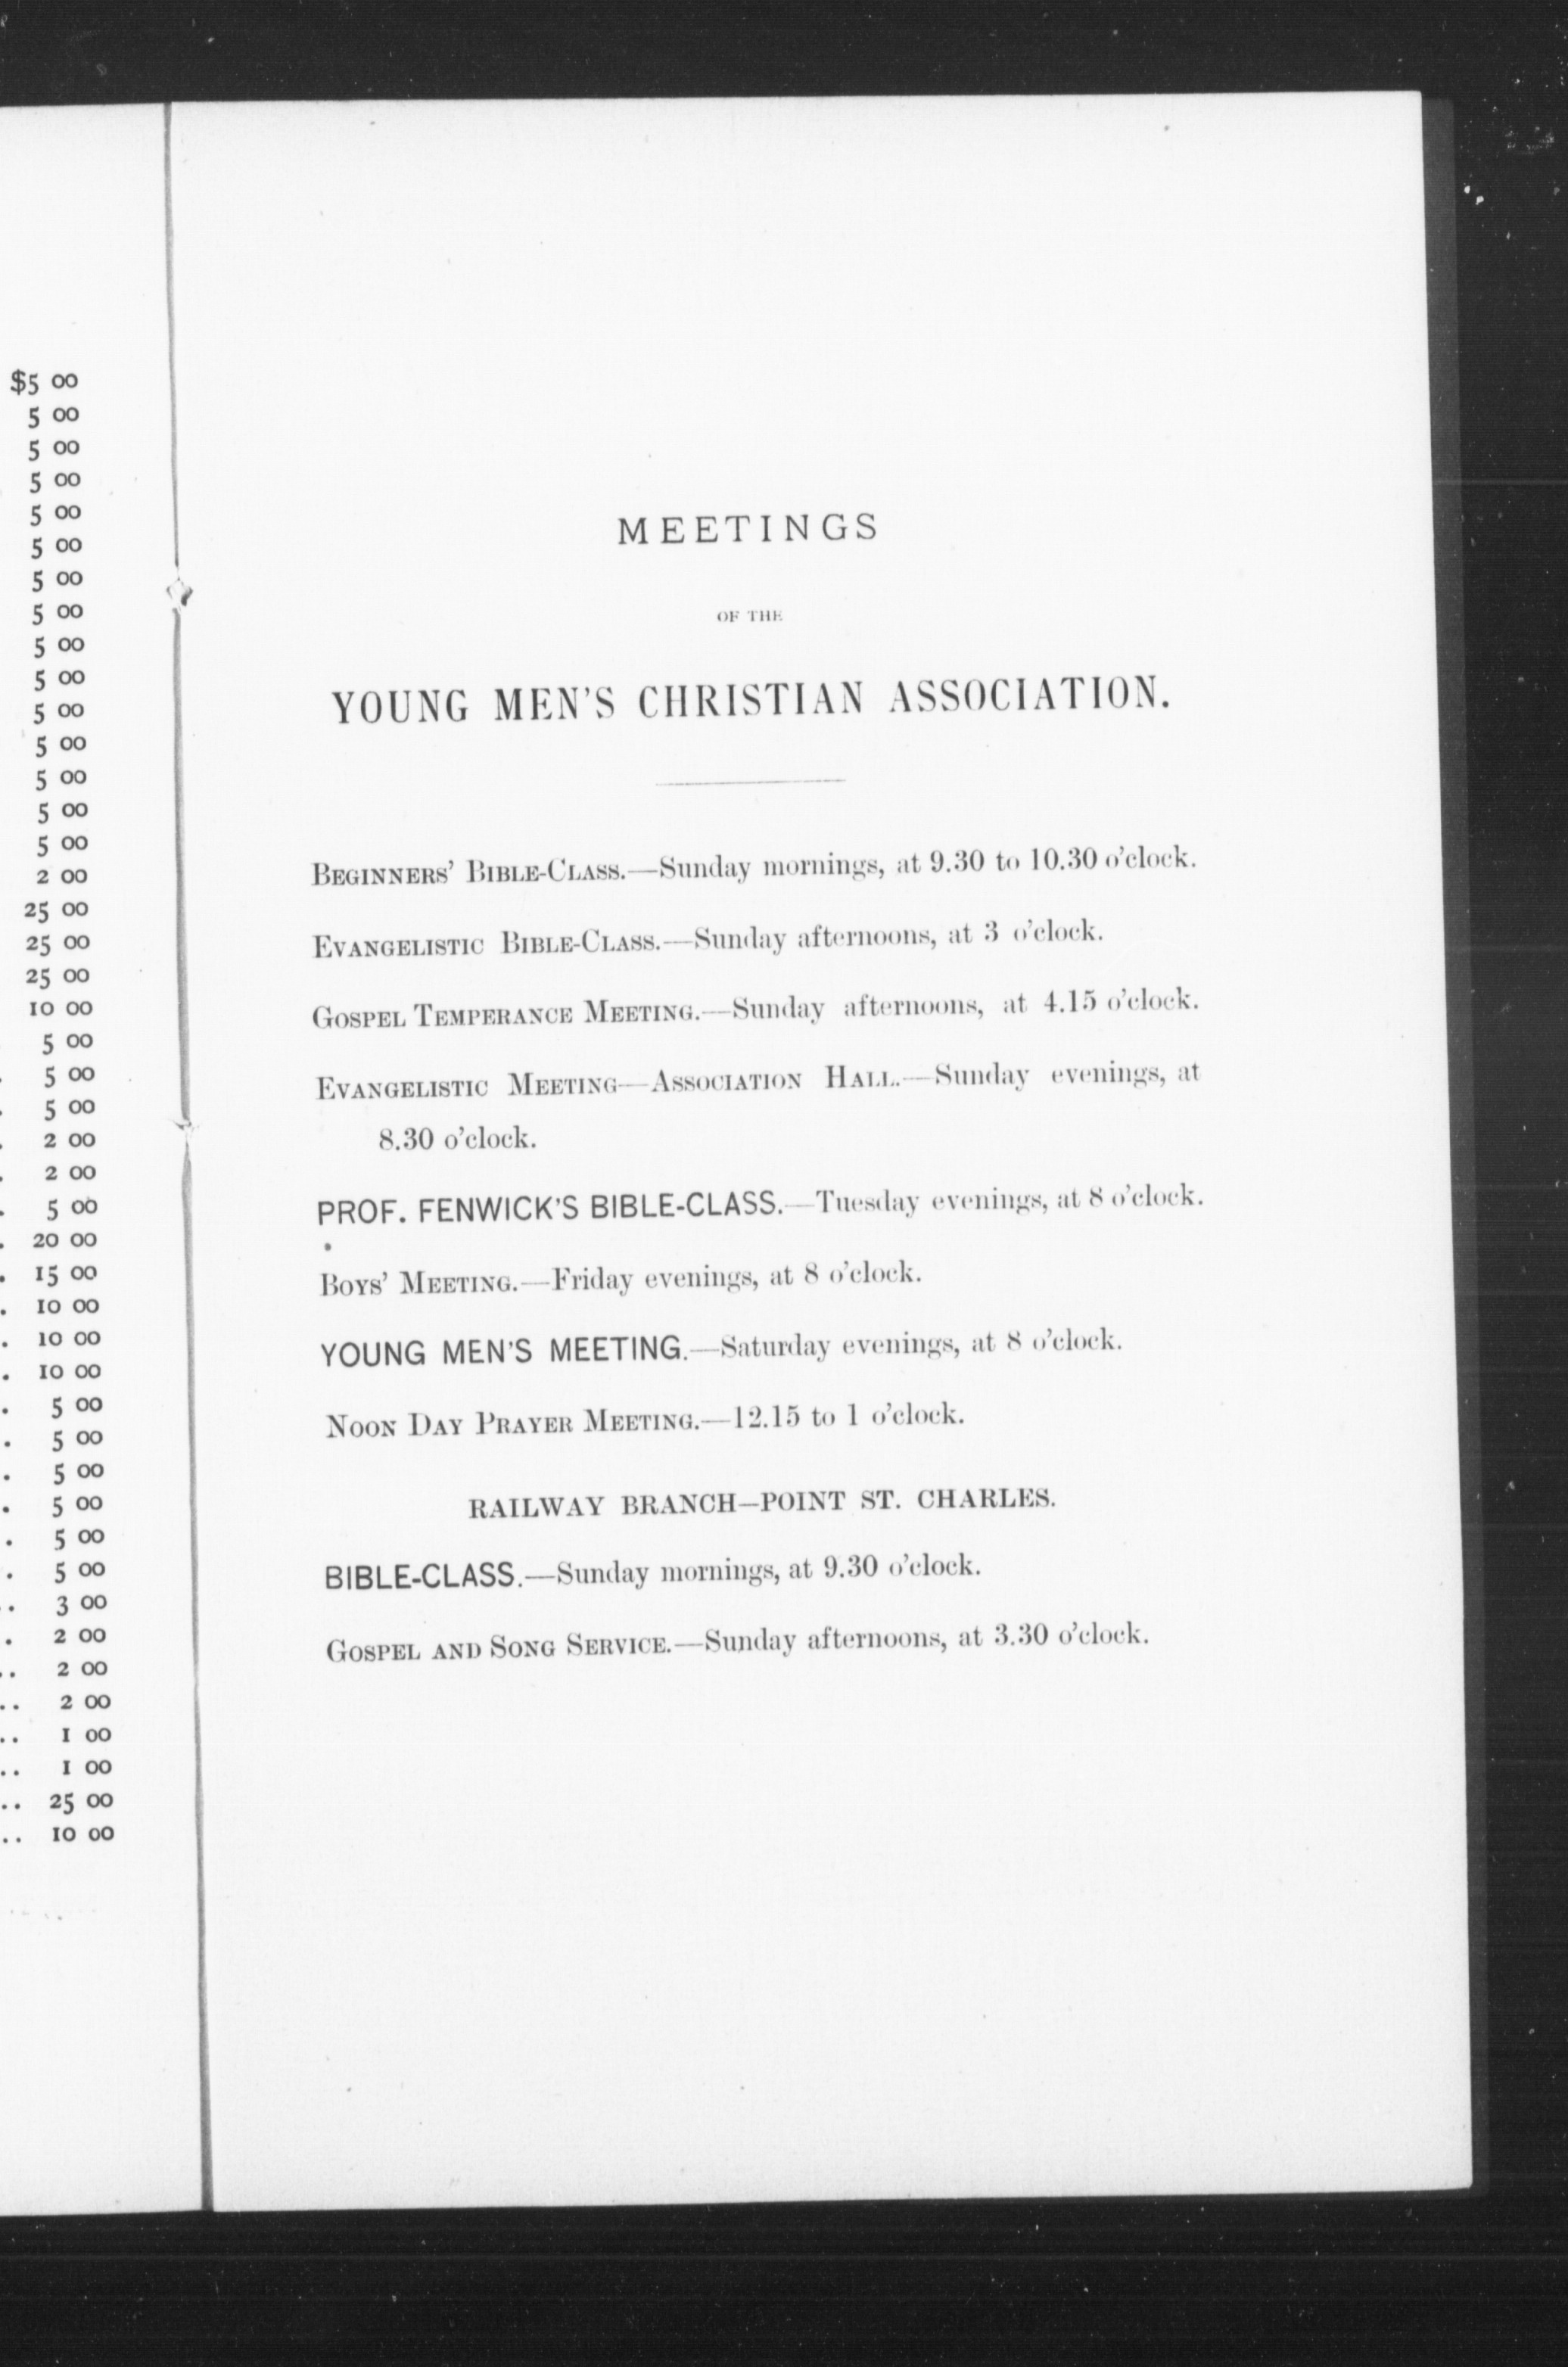 $5 00
5 00
5 00
5 00
5 00
5 00
5 00
5 00
5 00
5 00
5 00
5 00
5 00
5 00
5 00
2 00
25 00
25 00
25 00
10 00
5 00
. 5 00
. 5 00
. 2 00
. 2 00
. 5 00
. 20 00
. 15 00
. 10 00
. 10 00
. 10 00
. 5 00
. 5 00
. 5 00
. 5 00
. 5 00
. 5 00
.. 3 00
. 2 00
.. 2 00
.. 2 00
.. 1 00
.. 1 00
.. 25 00
.. 10 00
MEETINGS
OF THE
YOUNG MEN'S CHRISTIAN ASSOCIATION.
BEGINNERS' BIBLE-CLASS.—Sunday mornings, at 9.30 to 10.30 o'clock.
EVANGELISTIC BIBLE-CLASS.—Sunday afternoons, at 3 o'clock.
GOSPEL TEMPERANCE MEETING.—Sunday afternoons, at 4.15 o'clock.
EVANGELISTIC MEETING—ASSOCIATION HALL.—Sunday evenings, at
8.30 o'clock.
PROF. FENWICK'S BIBLE-CLASS.—Tuesday evenings, at 8 o'clock.
BOYS' MEETING.—Friday evenings, at 8 o'clock.
YOUNG MEN'S MEETING.—Saturday evenings, at 8 o'clock.
NOON DAY PRAYER MEETING.—12.15 to 1 o'clock.
RAILWAY BRANCH—POINT ST. CHARLES.
BIBLE-CLASS.—Sunday mornings, at 9.30 o'clock.
GOSPEL AND SONG SERVICE.—Sunday afternoons, at 3.30 o'clock.